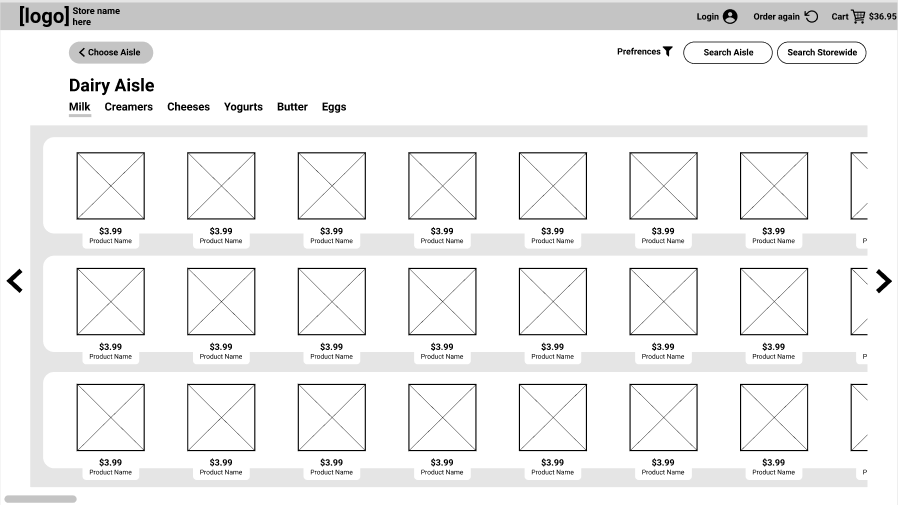 [logo] Store name
here
Login Order again Cart $36.95
Choose Aisle
Prefrences Search Aisle Search Storewide
Dairy Aisle
Milk Creamers Cheeses Yogurts Butter Eggs
$3.99 $3.99 $3.99 $3.99 $3.99 $3.99 $3.99
Product Name Product Name Product Name Product Name Product Name Product Name Product Name P
$3.99 $3.99 $3.99 $3.99 $3.99 $3.99 $3.99
Product Name Product Name Product Name Product Name Product Name Product Name Product Name P
$3.99 $3.99 $3.99 $3.99 $3.99 $3.99 $3.99
Product Name Product Name Product Name Product Name Product Name Product Name Product Name P